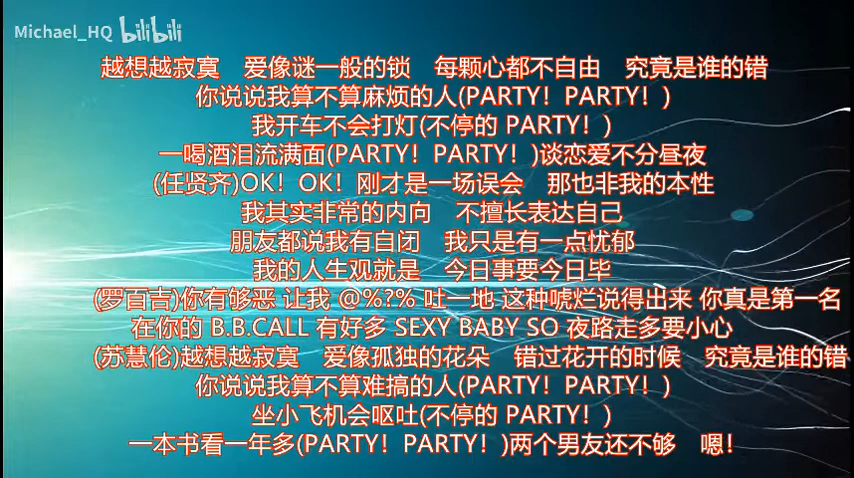 Michael_HQ bilibili
越想越寂寞　爱像谜一般的锁　每颗心都不自由　究竟是谁的错
你说说我算不算麻烦的人(PARTY！PARTY！)
我开车不会打灯(不停的 PARTY！)
一喝酒泪流满面(PARTY！PARTY！)谈恋爱不分昼夜
(任贤齐)OK！OK！刚才是一场误会　那也非我的本性
我其实非常的内向　不擅长表达自己
朋友都说我有自闭　我只是有一点忧郁
我的人生观就是　今日事要今日毕
(罗百吉)你有够恶 让我 @%?% 吐一地 这种唬烂说得出来 你真是第一名
在你的 B.B.CALL 有好多 SEXY BABY SO 夜路走多要小心
(苏慧伦)越想越寂寞　爱像孤独的花朵　错过花开的时候　究竟是谁的错
你说说我算不算难搞的人(PARTY！PARTY！)
坐小飞机会呕吐(不停的 PARTY！)
一本书看一年多(PARTY！PARTY！)两个男友还不够　嗯！